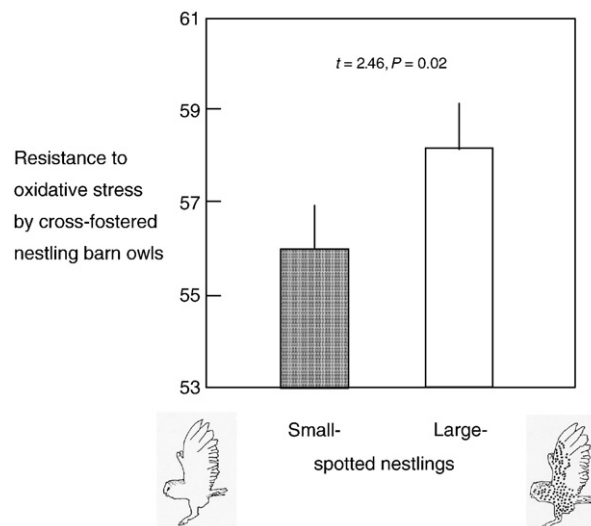 61
t = 2.46, P = 0.02
59
Resistance to
oxidative stress
57
by cross-fostered
nestling barn owls
55
53
Small-
Large-
spotted nestlings